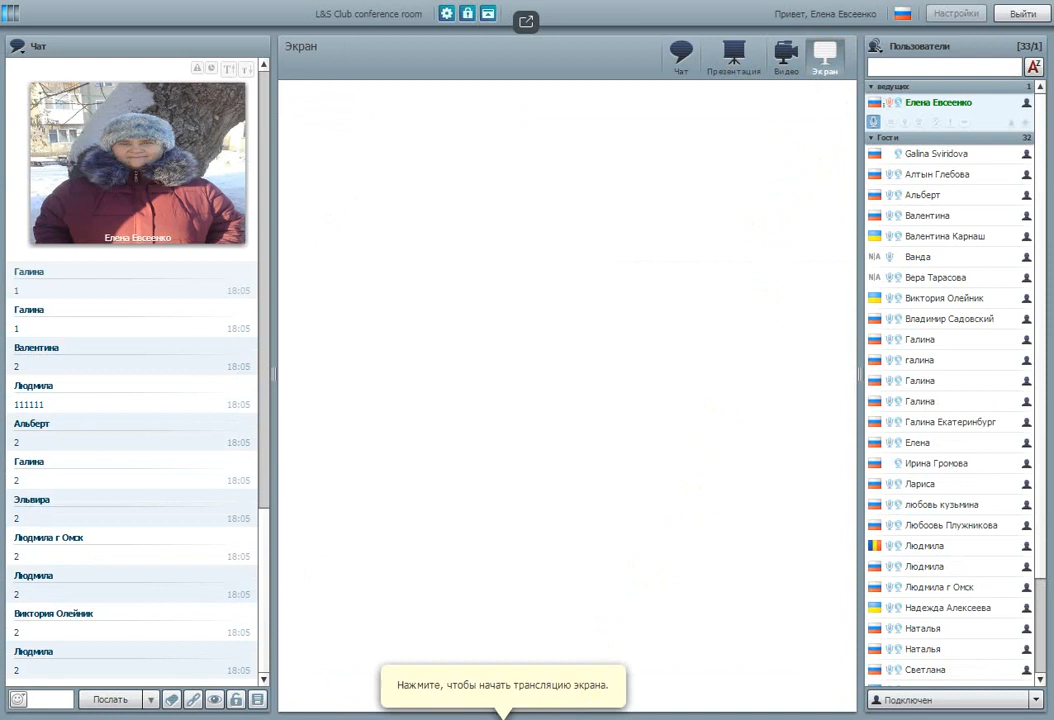 L&S Club conference room
Привет, Елена Евсеенко
Настройки
Выйти
Чат
T↑ T↓
Елена Евсеенко
Галина
1 18:05
Галина
1 18:05
Валентина
2 18:05
Людмила
111111 18:05
Альберт
2 18:05
Галина
2 18:05
Эльвира
2 18:05
Людмила г Омск
2 18:05
Людмила
2 18:05
Виктория Олейник
2 18:05
Людмила
2 18:05
Послать
Экран
Чат
Презентация
Видео
Экран
Нажмите, чтобы начать трансляцию экрана.
Пользователи [33/1]
AZ
ведущих 1
Елена Евсеенко
Гости 32
Galina Sviridova
Алтын Глебова
Альберт
Валентина
Валентина Карнаш
N|A Ванда
N|A Вера Тарасова
Виктория Олейник
Владимир Садовский
Галина
галина
Галина
Галина
Галина Екатеринбург
Елена
Ирина Громова
Лариса
любовь кузьмина
Любоовь Плужникова
Людмила
Людмила
Людмила г Омск
Надежда Алексеева
Наталья
Наталья
Светлана
Подключен